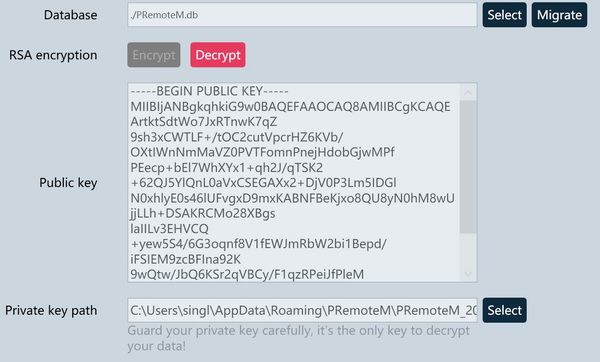 Database ./PRemoteM.db Select Migrate
RSA encryption Encrypt Decrypt
-----BEGIN PUBLIC KEY-----
MIIBIjANBgkqhkiG9w0BAQEFAAOCAQ8AMIIBCgKCAQE
ArtktSdtWo7JxRTnwK7qZ
9sh3xCWTLF+/tOC2cutVpcrHZ6KVb/
OXtIWnNmMaVZ0PVTFomnPnejHdobGjwMPf
PEecp+bEl7WhXYx1+qh2J/qTSK2
+62QJ5YlQnL0aVxCSEGAXx2+DjV0P3Lm5IDGl
N0xhlyE0s46lUFvgxD9mxKABNFBeKjxo8QU8yN0hM8wU
jjLLh+DSAKRCMo28XBgs
laIILv3EHVCQ
+yew5S4/6G3oqnf8V1fEWJmRbW2bi1Bepd/
iFSIEM9zcBFIna92K
9wQtw/JbQ6KSr2qVBCy/F1qzRPeiJfPleM
Public key
Private key path C:\Users\singl\AppData\Roaming\PRemoteM\PRemoteM_20 Select
Guard your private key carefully, it's the only key to decrypt
your data!